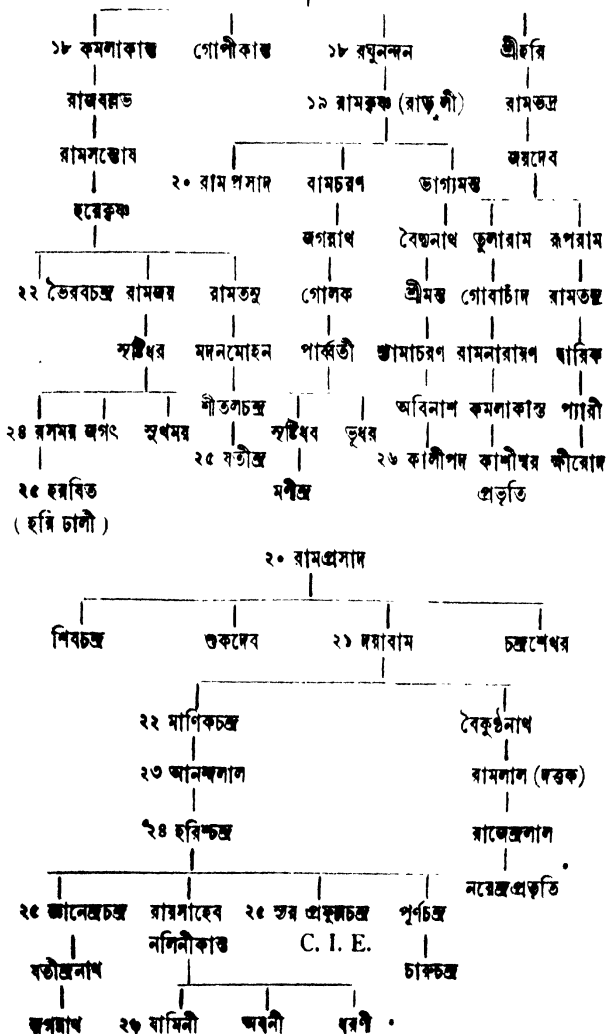 ১৮ কমলাকান্ত গোপীকান্ত ১৮ রঘুনন্দন শ্রীহরি
রাজবল্লভ ১৯ রামকৃষ্ণ (রাড়ুলী) রামভদ্র
রামসন্তোষ জয়দেব
২০ রামপ্রসাদ রামচরণ ভাগ্যমন্ত
হরেকৃষ্ণ
জগন্নাথ বৈদ্যনাথ তুলারাম রূপরাম
২২ ভৈরবচন্দ্র রামজয় রামতনু গোলক শ্রীমন্ত গোরাচাঁদ রামতনু
সৃষ্টিধর মদনমোহন পার্ব্বতী শ্যামাচরণ রামনারায়ণ দ্বারিক
শীতলচন্দ্র অবিনাশ কমলাকান্ত প্যারী
২৪ রসময় জগৎ সুখময় সৃষ্টিধর ভূধর
২৫ যতীন্দ্র ২৬ কালীপদ কাশীশ্বর ক্ষীরোদ
২৫ হরবিত মণীন্দ্র প্রভৃতি
( হরি ঢালী )
২০ রামপ্রসাদ
শিবচন্দ্র শুকদেব ২১ দয়ারাম চন্দ্রশেখর
২২ মাণিকচন্দ্র বৈকুণ্ঠনাথ
২৩ আনন্দলাল রামলাল (দত্তক)
২৪ হরিশ্চন্দ্র রাজেন্দ্রলাল
নরেন্দ্রপ্রভৃতি
২৫ জ্ঞানেন্দ্রচন্দ্র রায়সাহেব ২৫ স্যর প্রফুল্লচন্দ্র পূর্ণচন্দ্র
নলিনীকান্ত C. I. E.
যতীন্দ্রনাথ চারুচন্দ্র
জগন্নাথ ২৬ যামিনী অবনী ধরণী